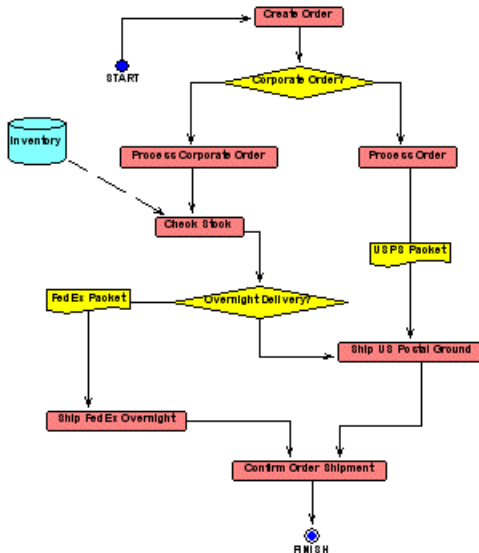 Create Order
START
Corporate Order?
Inventory
Process Corporate Order
Process Order
Check Stock
USPS Packet
FedEx Packet
Overnight Delivery?
Ship US Postal Ground
Ship FedEx Overnight
Confirm Order Shipment
FINISH